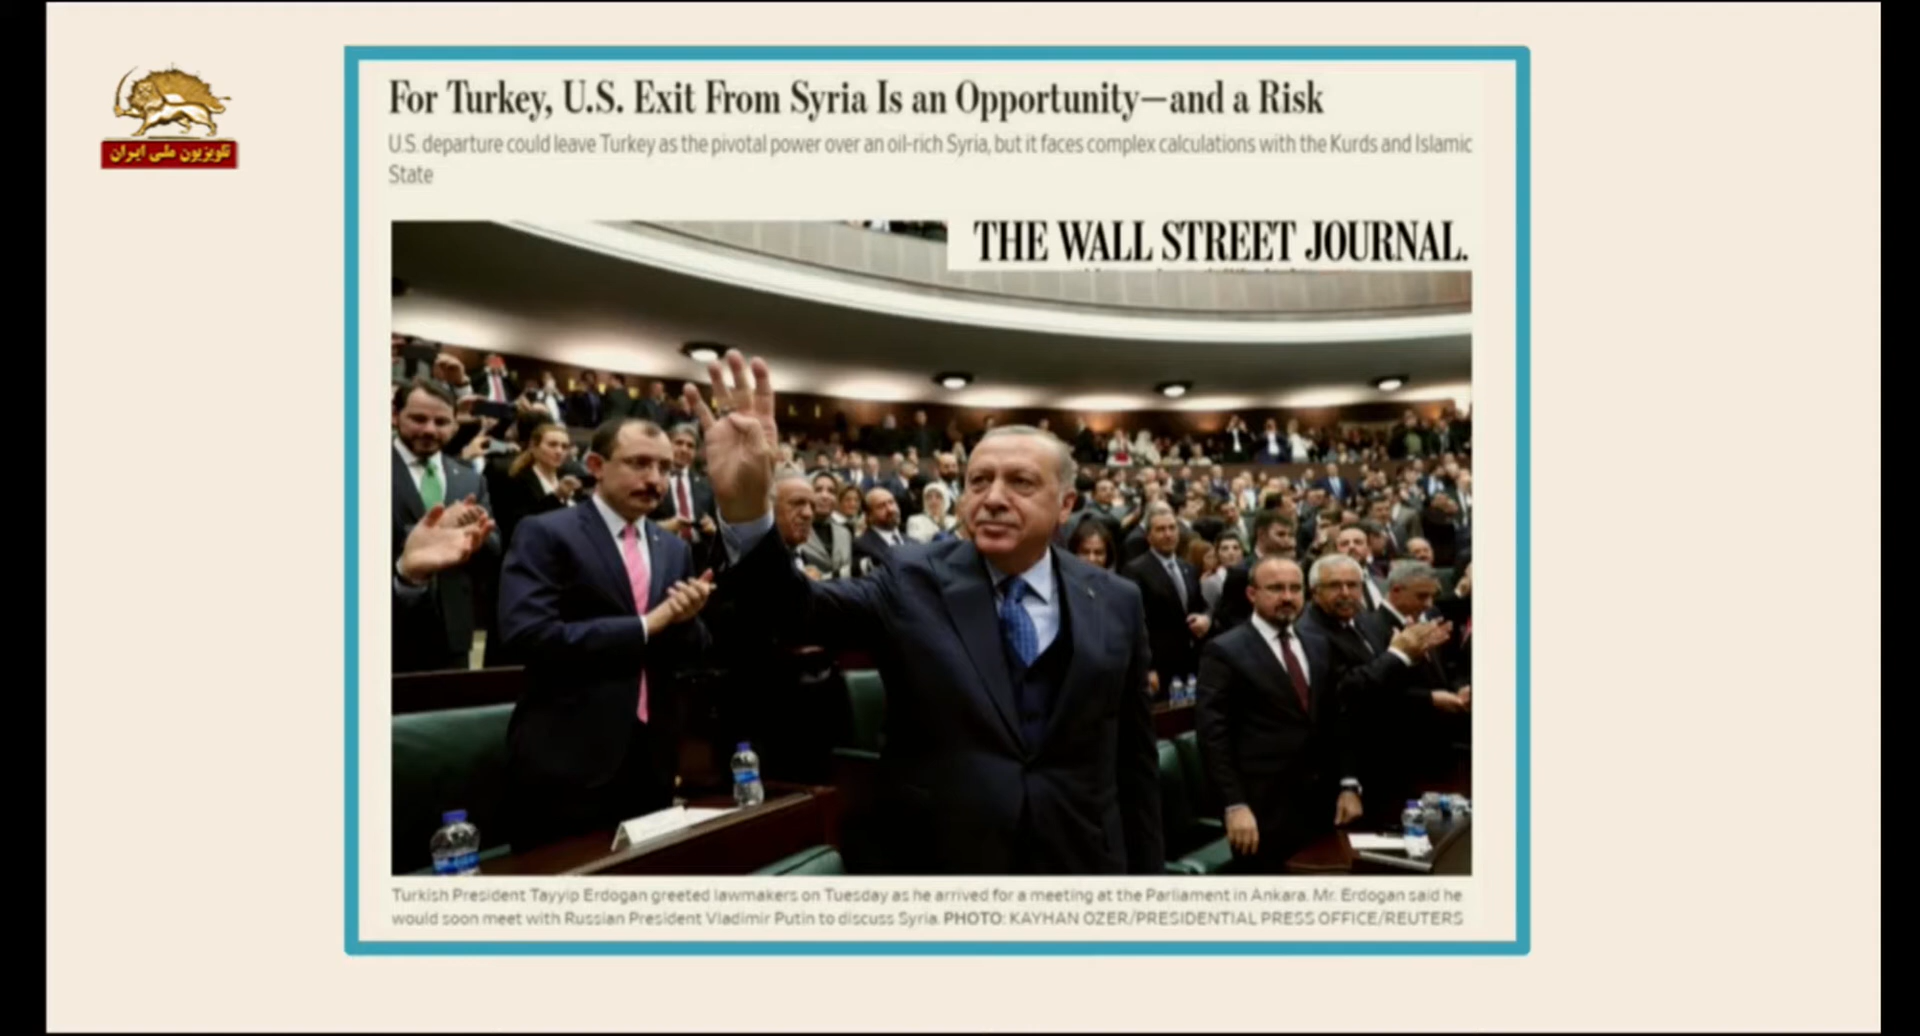 تلویزیون ملی ایران
For Turkey, U.S. Exit From Syria Is an Opportunity—and a Risk
U.S. departure could leave Turkey as the pivotal power over an oil-rich Syria, but it faces complex calculations with the Kurds and Islamic
State
THE WALL STREET JOURNAL.
Turkish President Tayyip Erdogan greeted lawmakers on Tuesday as he arrived for a meeting at the Parliament in Ankara. Mr. Erdogan said he
would soon meet with Russian President Vladimir Putin to discuss Syria. PHOTO: KAYHAN OZER/PRESIDENTIAL PRESS OFFICE/REUTERS